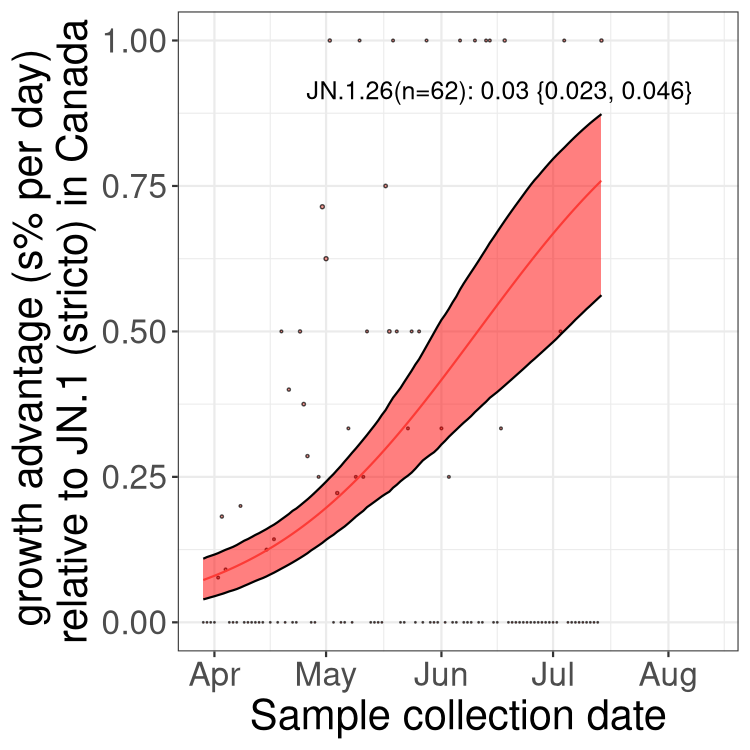 growth advantage (s% per day)
relative to JN.1 (stricto) in Canada
1.00
0.75
0.50
0.25
0.00
JN.1.26(n=62): 0.03 {0.023, 0.046}
Apr May Jun Jul Aug
Sample collection date